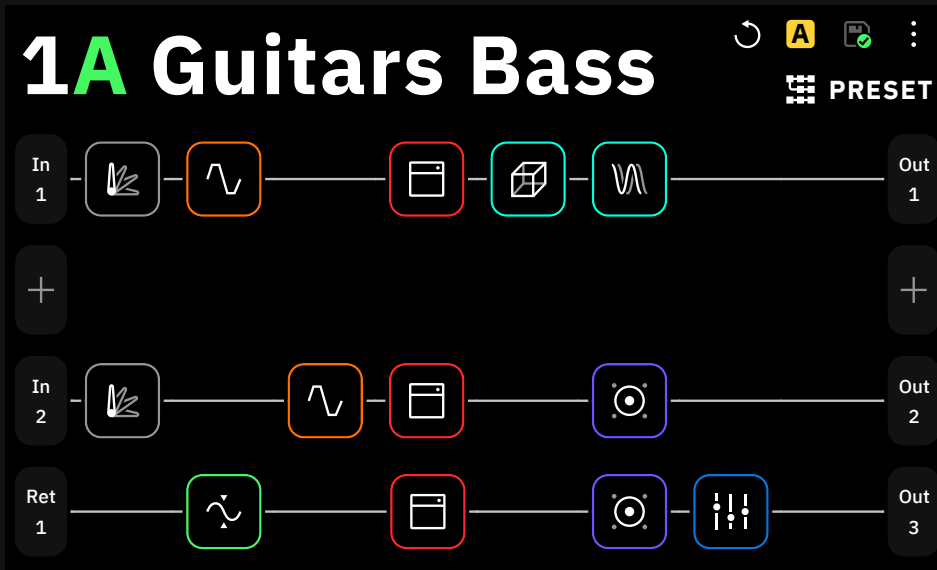 1A Guitars Bass
A
PRESET
In
1
Out
1
In
2
Out
2
Ret
1
Out
3